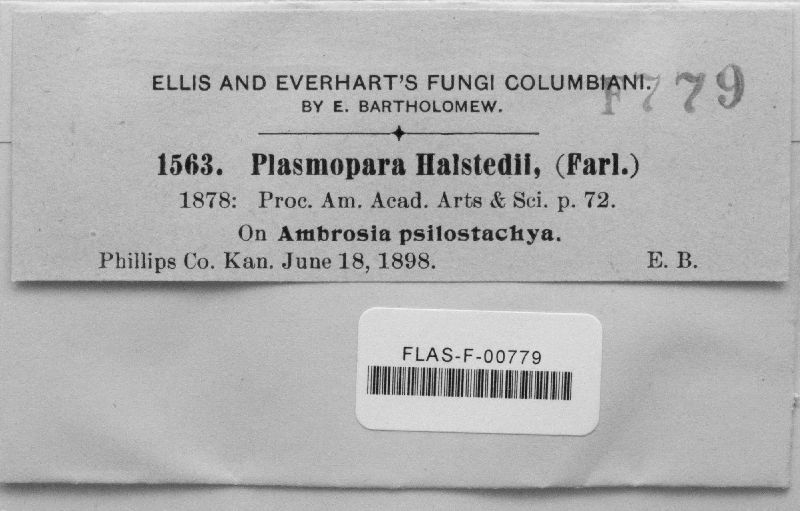 ELLIS AND EVERHART'S FUNGI COLUMBIANI.
F779
BY E. BARTHOLOMEW.
1563. Plasmopara Halstedii, (Farl.)
1878: Proc. Am. Acad. Arts & Sci. p. 72.
On Ambrosia psilostachya.
Phillips Co. Kan. June 18, 1898. E. B.
FLAS-F-00779